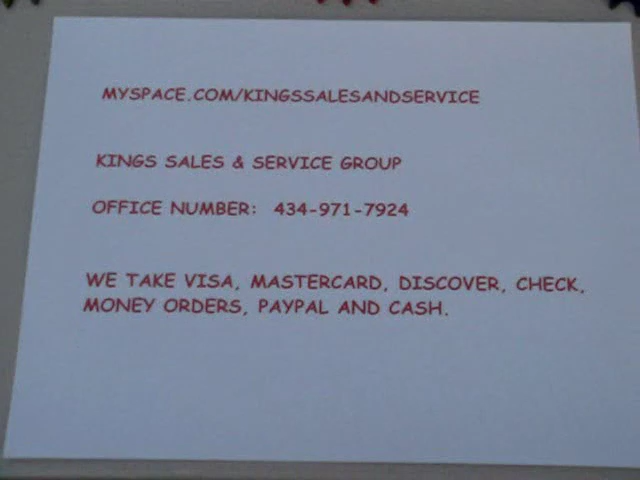 MYSPACE.COM/KINGSSALESANDSERVICE
KINGS SALES & SERVICE GROUP
OFFICE NUMBER: 434-971-7924
WE TAKE VISA, MASTERCARD, DISCOVER, CHECK,
MONEY ORDERS, PAYPAL AND CASH.